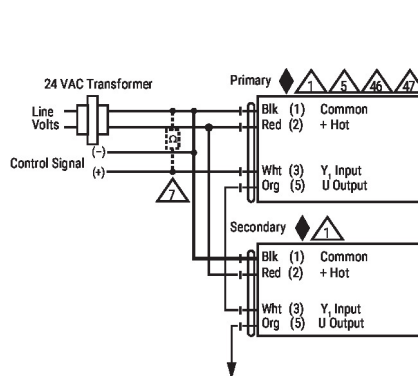 24 VAC Transformer
Line
Volts
Control Signal
(–)
(+)
Ω
7
Primary 1 5 46 47
Blk (1) Common
Red (2) + Hot
Wht (3) Y1 Input
Org (5) U Output
Secondary 1
Blk (1) Common
Red (2) + Hot
Wht (3) Y1 Input
Org (5) U Output